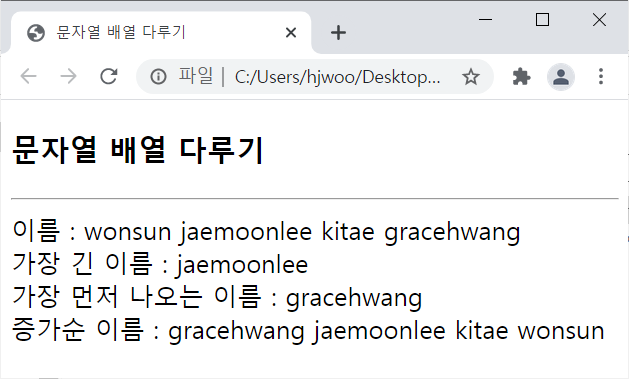 문자열 배열 다루기
파일 | C:/Users/hjwoo/Desktop...
문자열 배열 다루기
이름 : wonsun jaemoonlee kitae gracehwang
가장 긴 이름 : jaemoonlee
가장 먼저 나오는 이름 : gracehwang
증가순 이름 : gracehwang jaemoonlee kitae wonsun